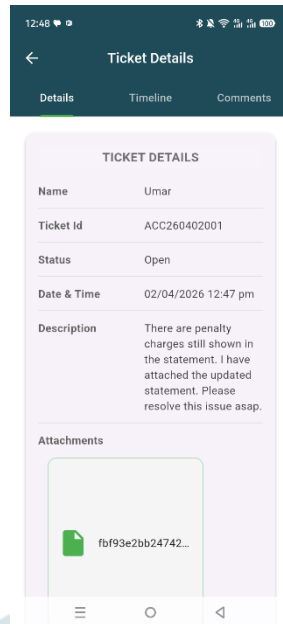 12:48
Ticket Details
Details Timeline Comments
TICKET DETAILS
Name Umar
Ticket Id ACC260402001
Status Open
Date & Time 02/04/2026 12:47 pm
Description There are penalty
charges still shown in
the statement. I have
attached the updated
statement. Please
resolve this issue asap.
Attachments
fbf93e2bb24742...